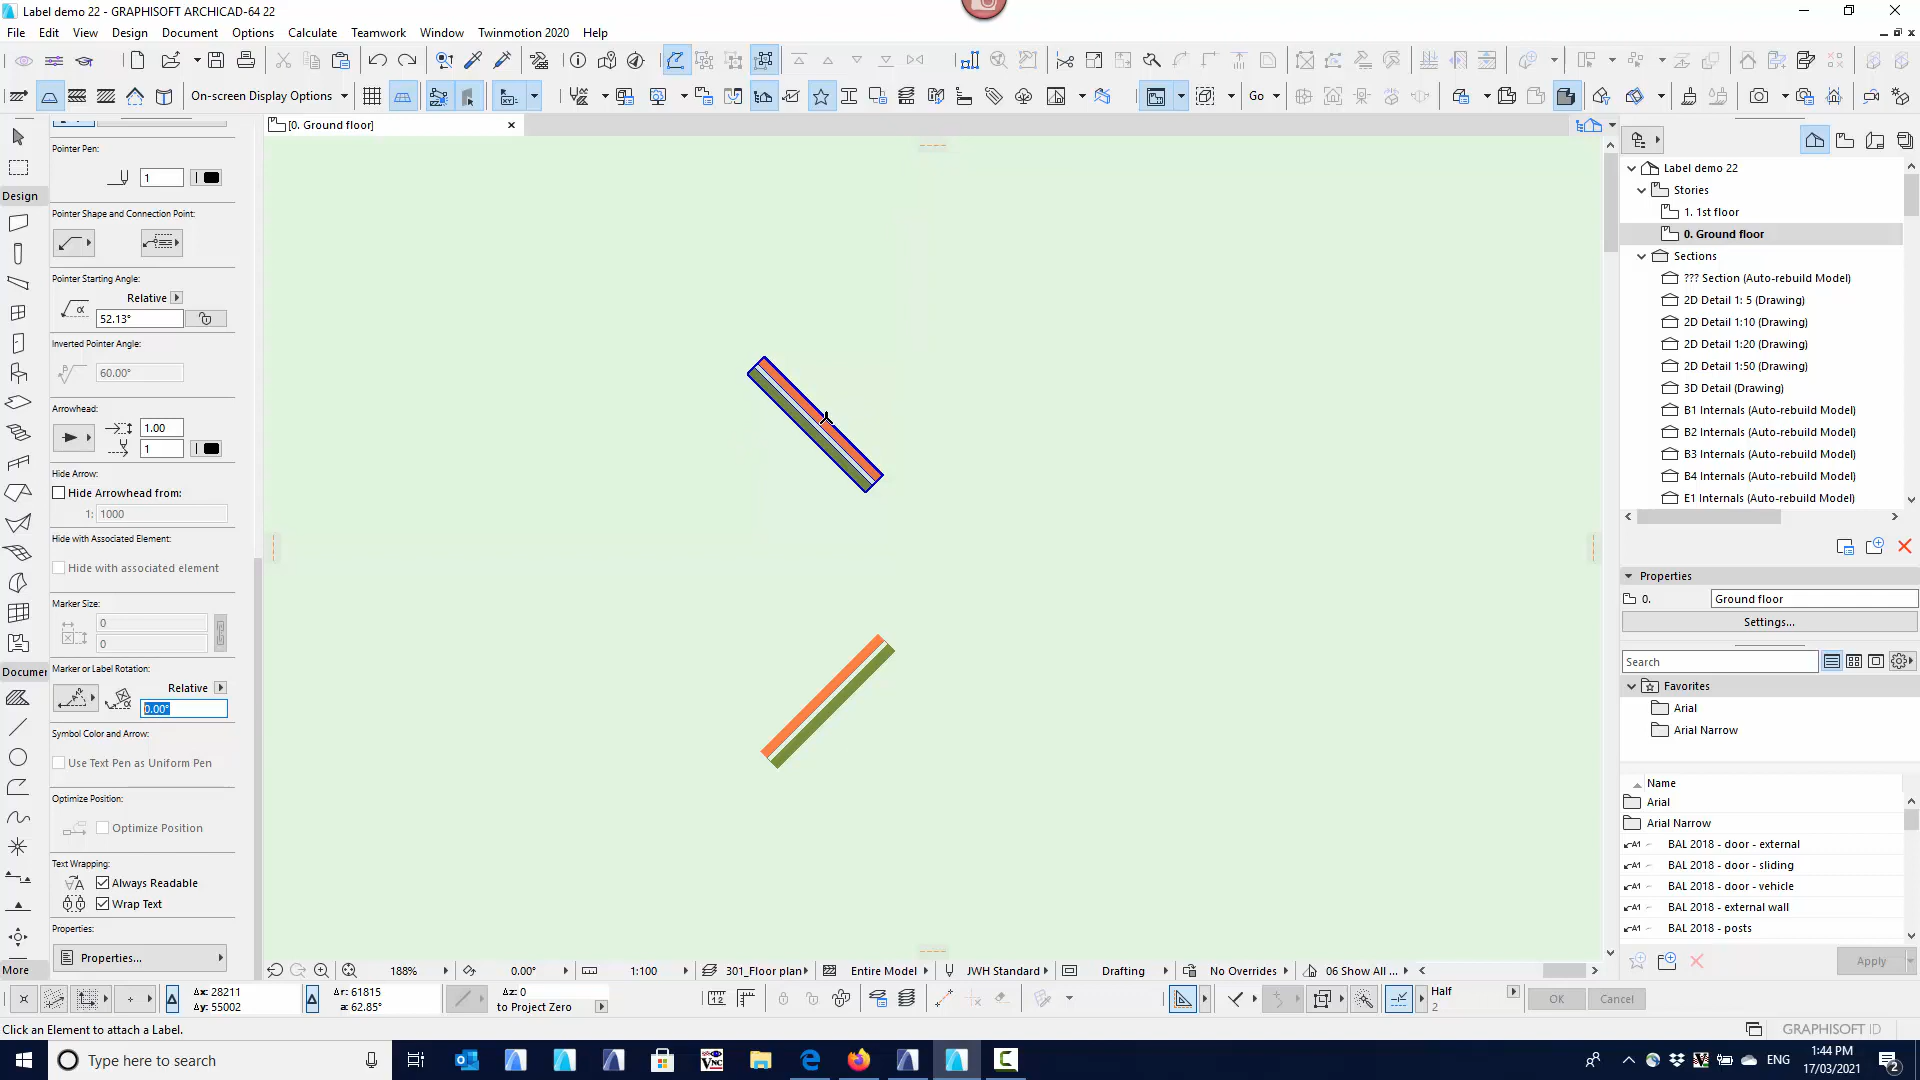 Label demo 22 - GRAPHISOFT ARCHICAD-64 22
File Edit View Design Document Options Calculate Teamwork Window Twinmotion 2020 Help
On-screen Display Options
Go
[0. Ground floor]
Design
Document
More
Pointer Pen:
1
Pointer Shape and Connection Point:
Pointer Starting Angle:
Relative
α
52.13°
Inverted Pointer Angle:
60.00°
Arrowhead:
1.00
1
Hide Arrow:
Hide Arrowhead from:
1: 1000
Hide with Associated Element:
Hide with associated element
Marker Size:
0
0
Marker or Label Rotation:
Relative
0.00°
Symbol Color and Arrow:
Use Text Pen as Uniform Pen
Optimize Position:
Optimize Position
Text Wrapping:
Always Readable
Wrap Text
Properties:
Properties...
Label demo 22
Stories
1. 1st floor
0. Ground floor
Sections
??? Section (Auto-rebuild Model)
2D Detail 1: 5 (Drawing)
2D Detail 1:10 (Drawing)
2D Detail 1:20 (Drawing)
2D Detail 1:50 (Drawing)
3D Detail (Drawing)
B1 Internals (Auto-rebuild Model)
B2 Internals (Auto-rebuild Model)
B3 Internals (Auto-rebuild Model)
B4 Internals (Auto-rebuild Model)
E1 Internals (Auto-rebuild Model)
Properties
0. Ground floor
Settings...
Search
Favorites
Arial
Arial Narrow
Name
Arial
Arial Narrow
BAL 2018 - door - external
BAL 2018 - door - sliding
BAL 2018 - door - vehicle
BAL 2018 - external wall
BAL 2018 - posts
Apply
188% 0.00° 1:100 301_Floor plan Entire Model JWH Standard Drafting No Overrides 06 Show All ...
Δx: 28211 Δr: 61815 Δz: 0 Half
Δy: 55002 a: 62.85° to Project Zero 2 OK Cancel
Click an Element to attach a Label.
GRAPHISOFT ID
Type here to search
ENG
1:44 PM
17/03/2021
2